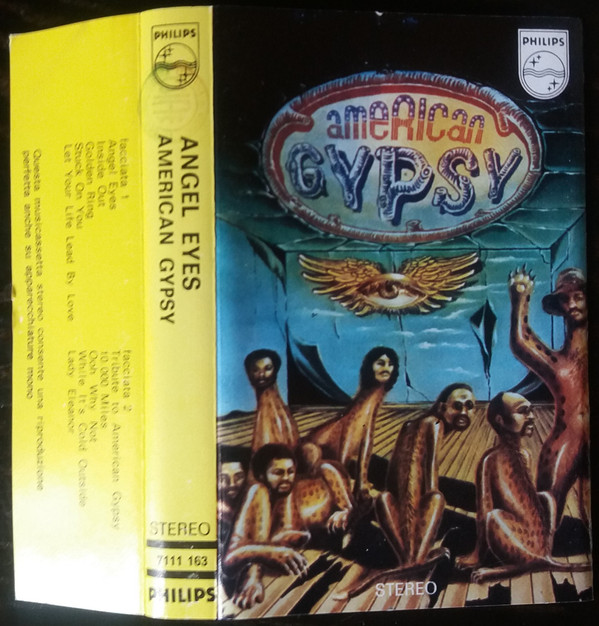 facciata 1
Angel Eyes
Inside Out
Golden Ring
Stuck On You
Let Your Life Lead By Love
facciata 2
Tribute to American Gypsy
10.000 Miles
Ooh Why Not
While It's Cold Outside
Lady Eleanor
Questa musicassetta stereo consente una riproduzione
perfetta anche su apparecchiature mono
PHILIPS
ANGEL EYES
AMERICAN GYPSY
STEREO
7111 163
PHILIPS
PHILIPS
american
GYPSY
STEREO